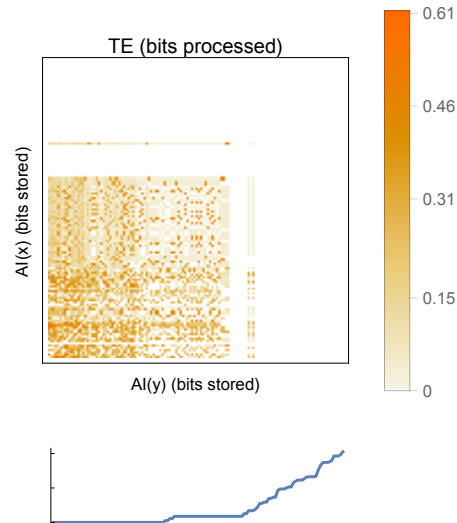 TE (bits processed)
AI(x) (bits stored)
AI(y) (bits stored)
0.61
0.46
0.31
0.15
0